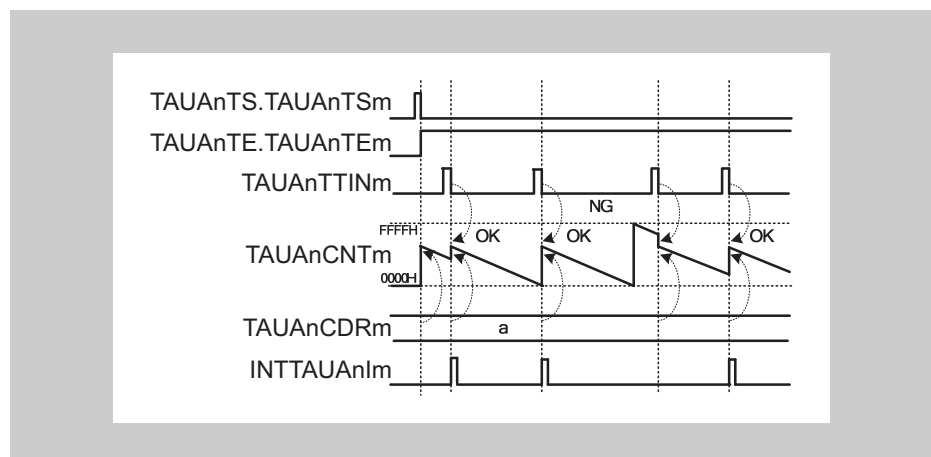 TAUAnTS.TAUAnTSm
TAUAnTE.TAUAnTEm
TAUAnTTINm
NG
FFFFH
OK
OK
OK
TAUAnCNTm
0000H
TAUAnCDRm
a
INTTAUAnIm